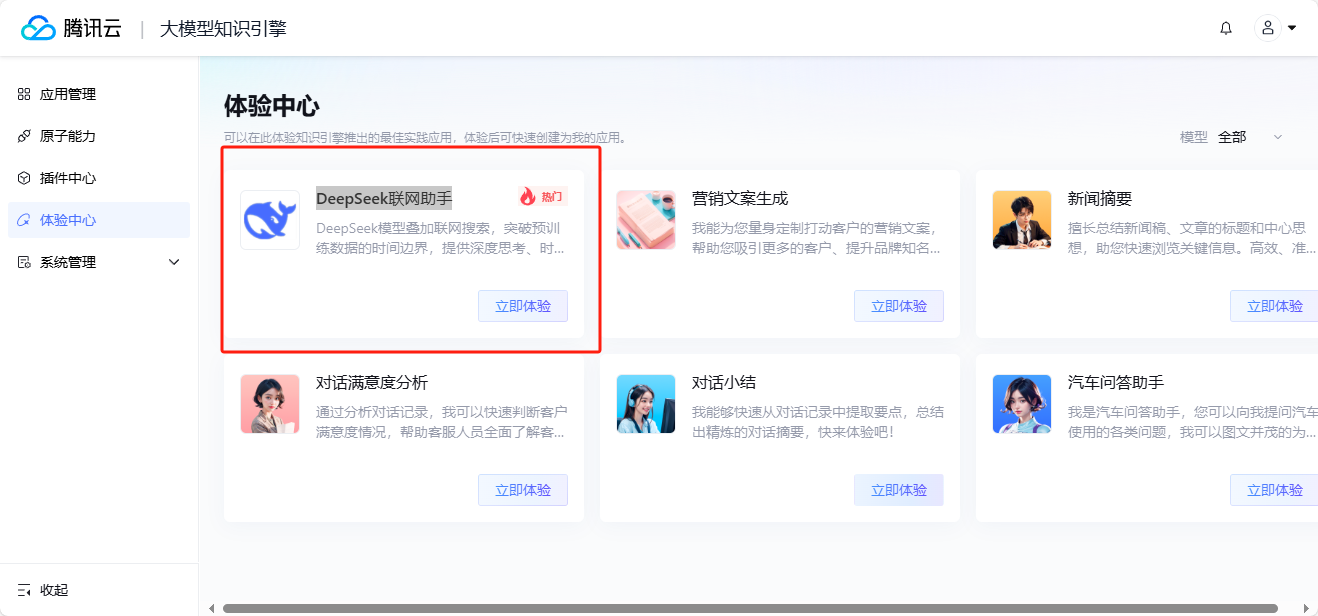 腾讯云 | 大模型知识引擎
应用管理
原子能力
插件中心
体验中心
系统管理
收起
体验中心
可以在此体验知识引擎推出的最佳实践应用，体验后可快速创建为我的应用。
模型 全部
DeepSeek联网助手
热门
DeepSeek模型叠加联网搜索，突破预训
练数据的时间边界，提供深度思考、时...
立即体验
营销文案生成
我能为您量身定制打动客户的营销文案，
帮助您吸引更多的客户、提升品牌知名...
立即体验
新闻摘要
擅长总结新闻稿、文章的标题和中心思
想，助您快速浏览关键信息。高效、准...
立即体验
对话满意度分析
通过分析对话记录，我可以快速判断客户
满意度情况，帮助客服人员全面了解客...
立即体验
对话小结
我能够快速从对话记录中提取要点，总结
出精炼的对话摘要，快来体验吧！
立即体验
汽车问答助手
我是汽车问答助手，您可以向我提问汽车
使用的各类问题，我可以图文并茂的为...
立即体验